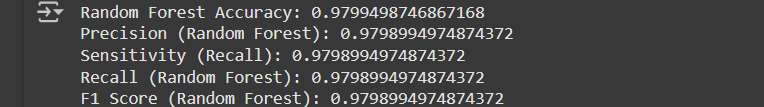 Random Forest Accuracy: 0.9799498746867168
Precision (Random Forest): 0.9798994974874372
Sensitivity (Recall): 0.9798994974874372
Recall (Random Forest): 0.9798994974874372
F1 Score (Random Forest): 0.9798994974874372